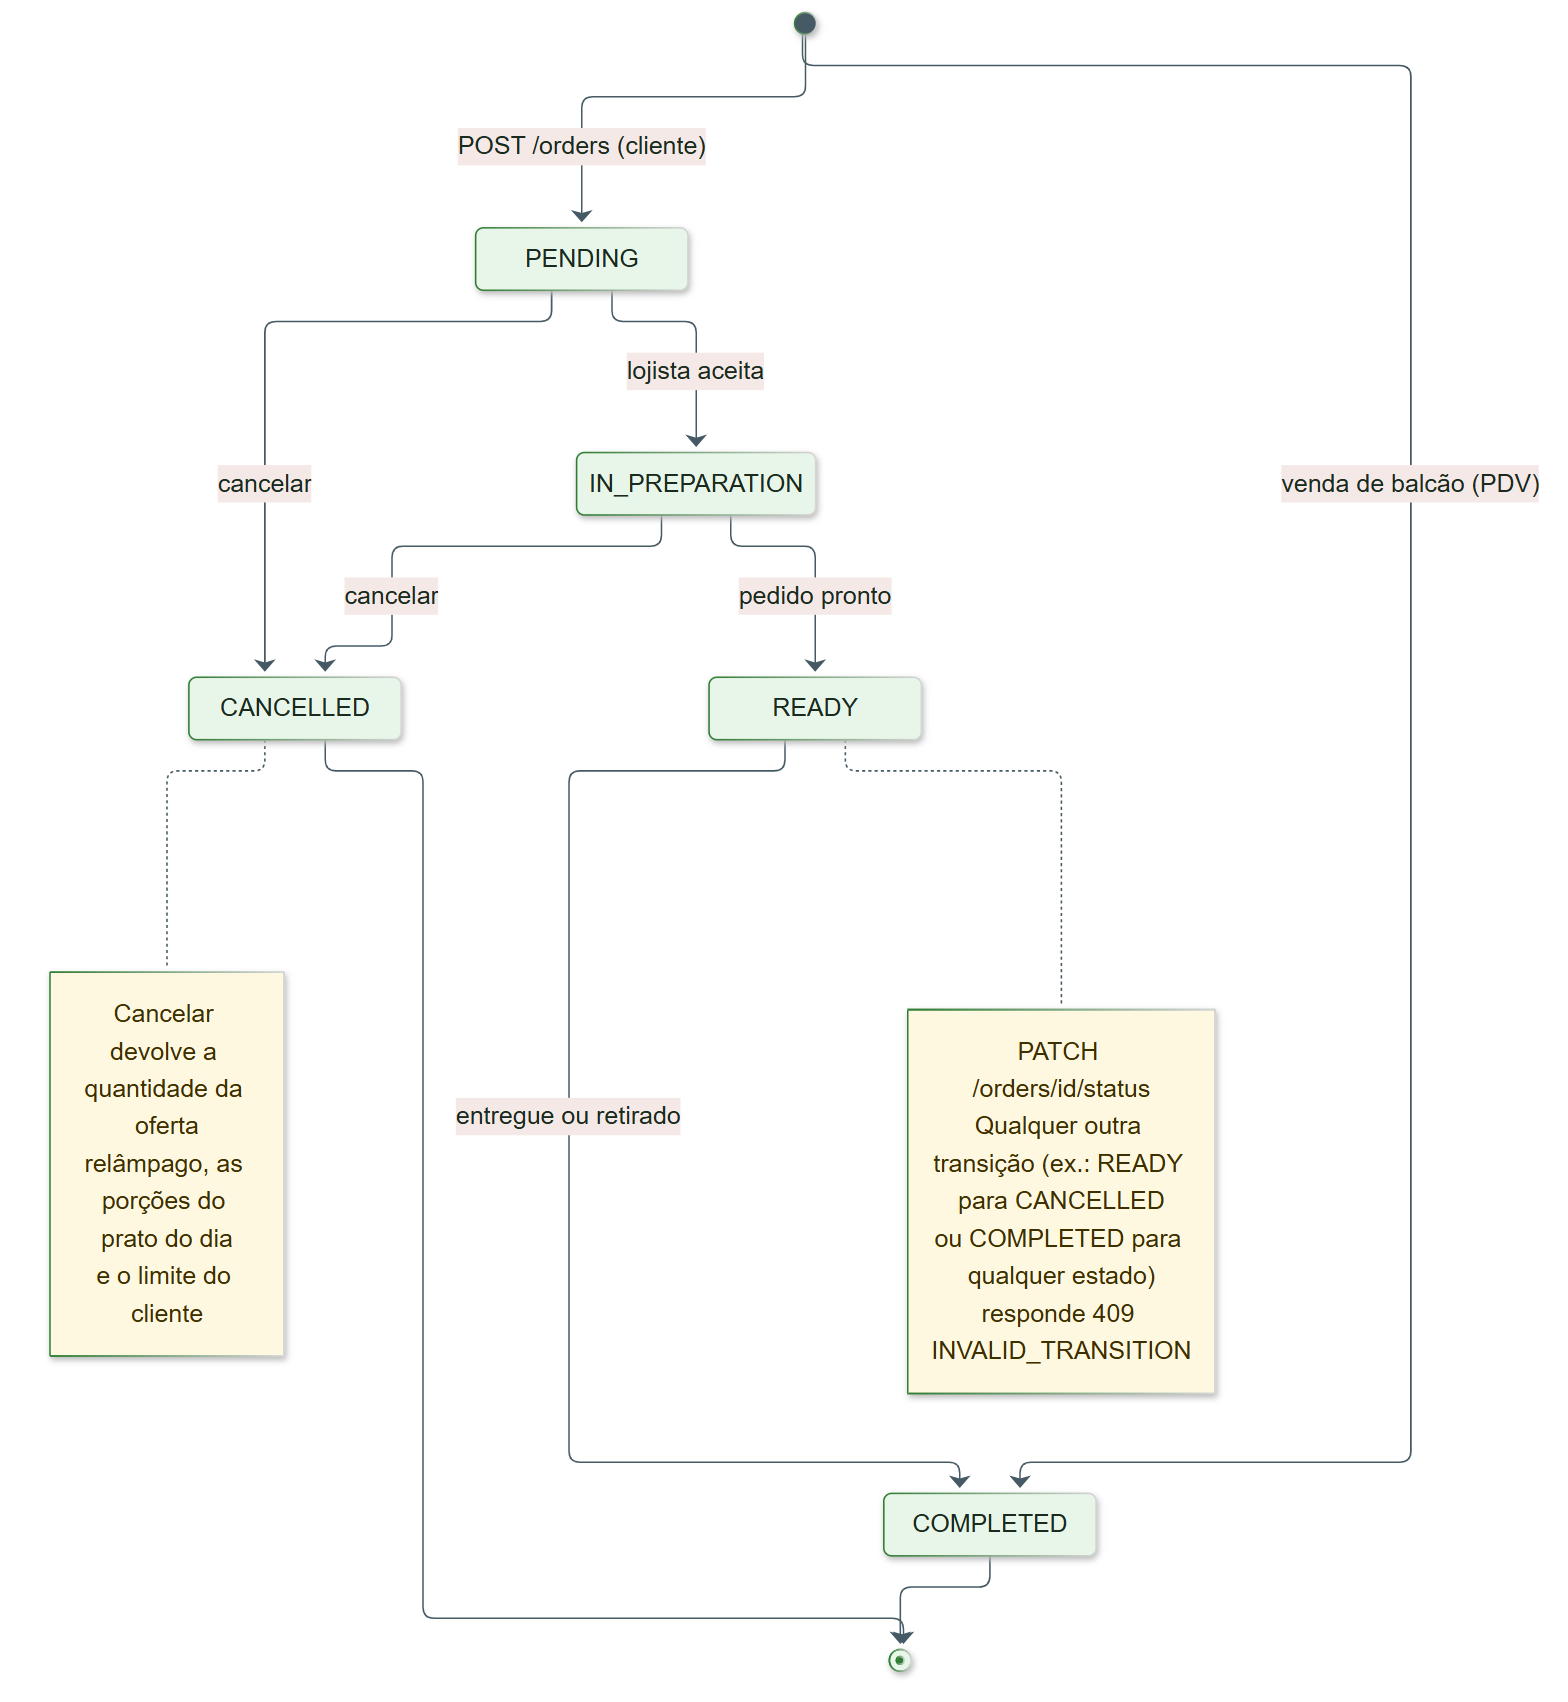 POST /orders (cliente)
PENDING
lojista aceita
cancelar
IN_PREPARATION
venda de balcão (PDV)
cancelar
pedido pronto
CANCELLED
READY
Cancelar
devolve a
quantidade da
oferta
relâmpago, as
porções do
prato do dia
e o limite do
cliente
entregue ou retirado
PATCH
/orders/id/status
Qualquer outra
transição (ex.: READY
para CANCELLED
ou COMPLETED para
qualquer estado)
responde 409
INVALID_TRANSITION
COMPLETED